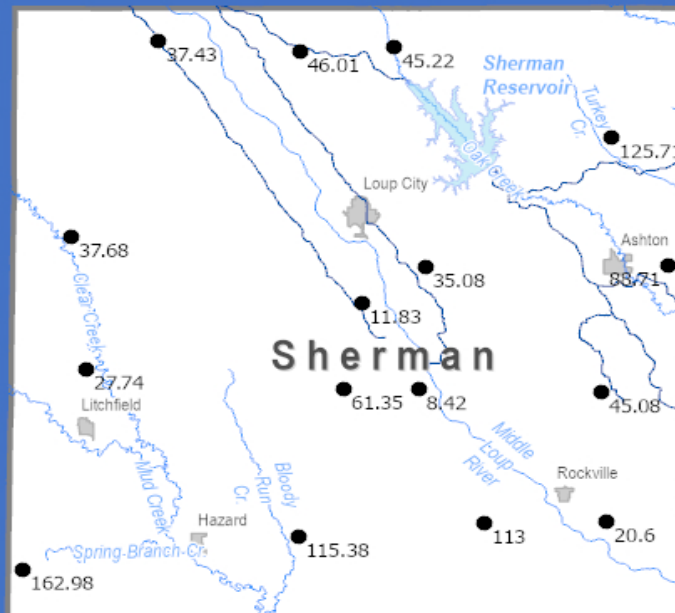 37.43
46.01
45.22
Sherman
Reservoir
Turkey
Cr.
125.71
Oak Creek
Loup City
37.68
Ashton
88.71
35.08
Clear Creek
11.83
Sherman
27.74
61.35
8.42
45.08
Litchfield
Middle
Loup
River
Bloody
Run
Cr.
Mud Creek
Rockville
Hazard
115.38
113
20.6
Spring-Branch-Cr.
162.98